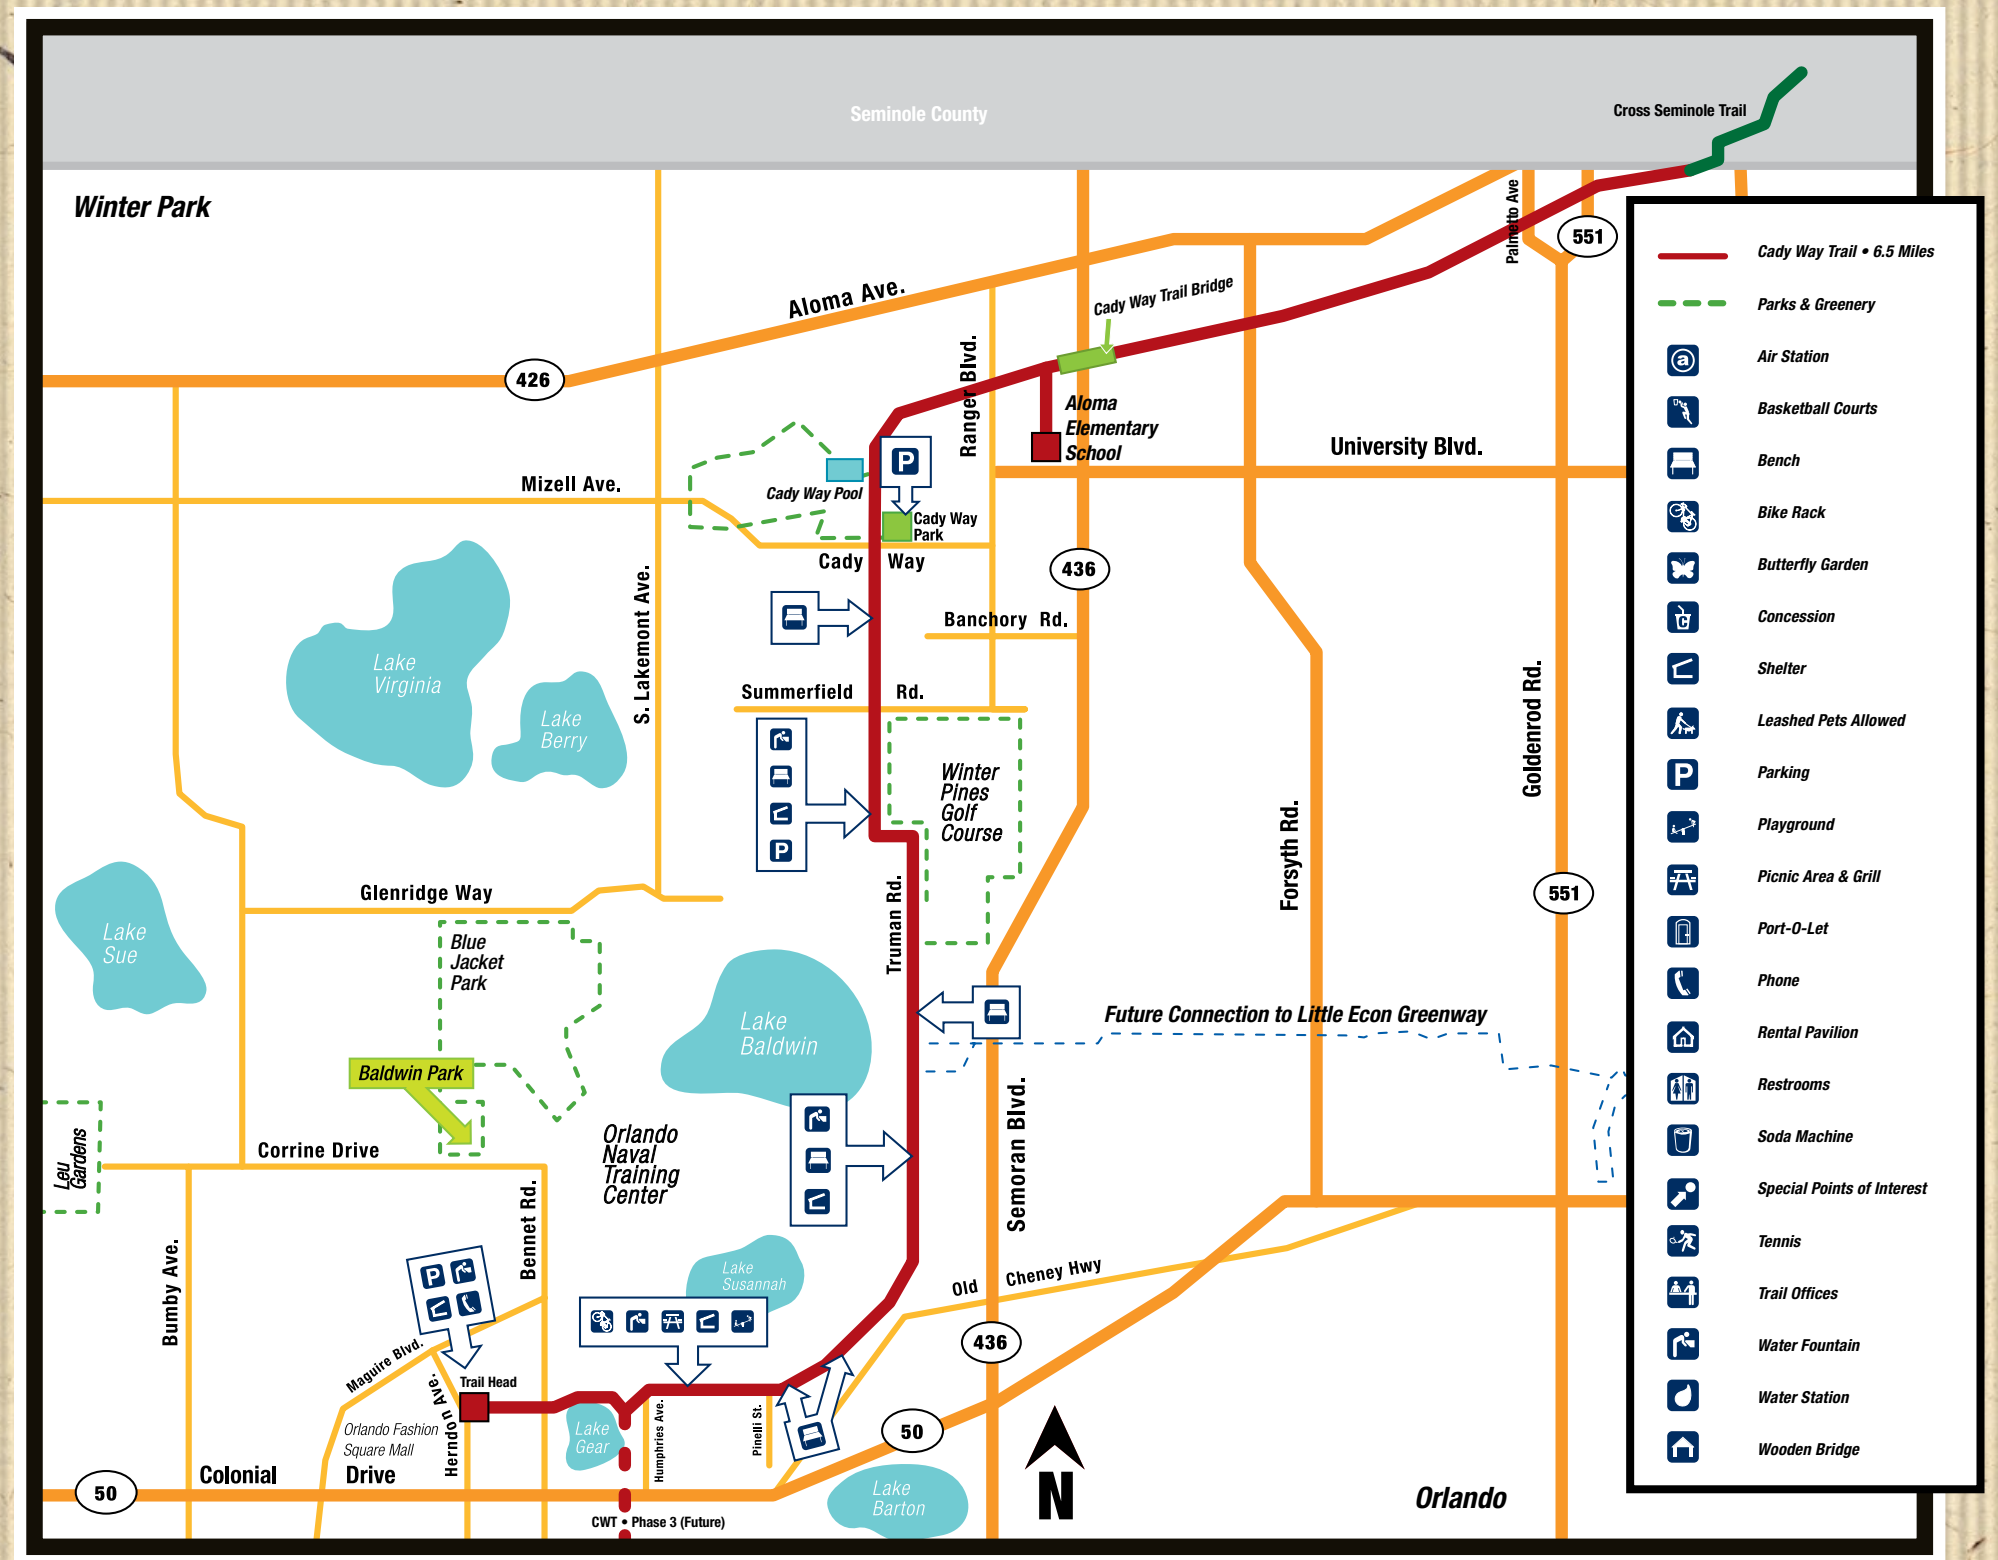 Seminole County
Cross Seminole Trail
Winter Park
Palmetto Ave
551
Aloma Ave.
Cady Way Trail Bridge
426
Ranger Blvd.
Aloma
Elementary
School
University Blvd.
P
Mizell Ave.
Cady Way Pool
Cady Way
Park
Cady Way
436
S. Lakemont Ave.
Banchory Rd.
Lake
Virginia
Lake
Berry
Summerfield Rd.
Goldenrod Rd.
Winter
Pines
Golf
Course
P
Forsyth Rd.
551
Glenridge Way
Truman Rd.
Lake
Sue
Blue
Jacket
Park
Lake
Baldwin
Future Connection to Little Econ Greenway
Baldwin Park
Leu
Gardens
Corrine Drive
Orlando
Naval
Training
Center
Semoran Blvd.
Bennet Rd.
Bumby Ave.
P
Lake
Susannah
Old Cheney Hwy
436
Maguire Blvd.
Herndon Ave.
Trail Head
Orlando Fashion
Square Mall
Lake
Gear
Humphries Ave.
Pinelli St.
50
Colonial Drive
50
Lake
Barton
N
Orlando
CWT • Phase 3 (Future)
Cady Way Trail • 6.5 Miles
Parks & Greenery
a
Air Station
Basketball Courts
Bench
Bike Rack
Butterfly Garden
C
Concession
Shelter
Leashed Pets Allowed
P
Parking
Playground
Picnic Area & Grill
Port-O-Let
Phone
Rental Pavilion
Restrooms
Soda Machine
Special Points of Interest
Tennis
Trail Offices
Water Fountain
Water Station
Wooden Bridge